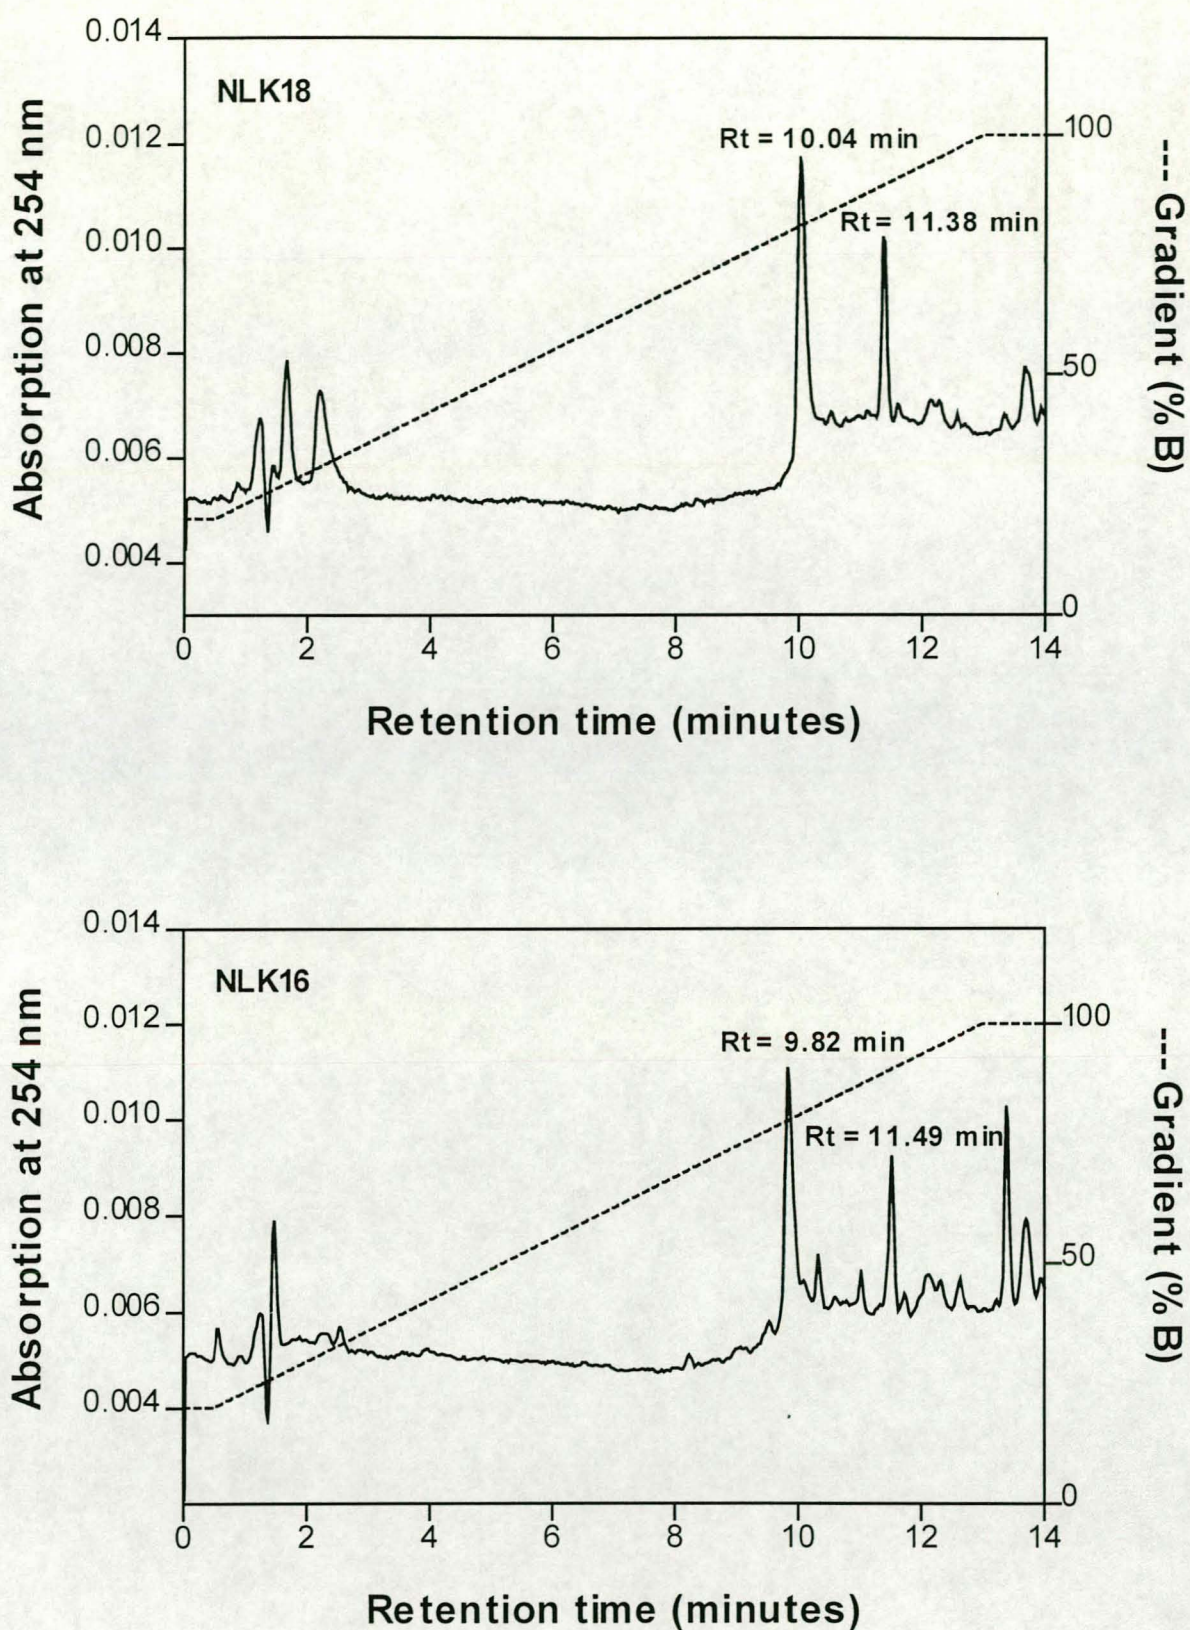 0.014
NLK18
0.012
Rt = 10.04 min
100
0.010
Rt = 11.38 min
0.008
50
0.006
0.004
0
0 2 4 6 8 10 12 14
Absorption at 254 nm
--- Gradient (% B)
Retention time (minutes)
0.014
NLK16
0.012
Rt = 9.82 min
100
0.010
Rt = 11.49 min
0.008
50
0.006
0.004
0
0 2 4 6 8 10 12 14
Absorption at 254 nm
--- Gradient (% B)
Retention time (minutes)